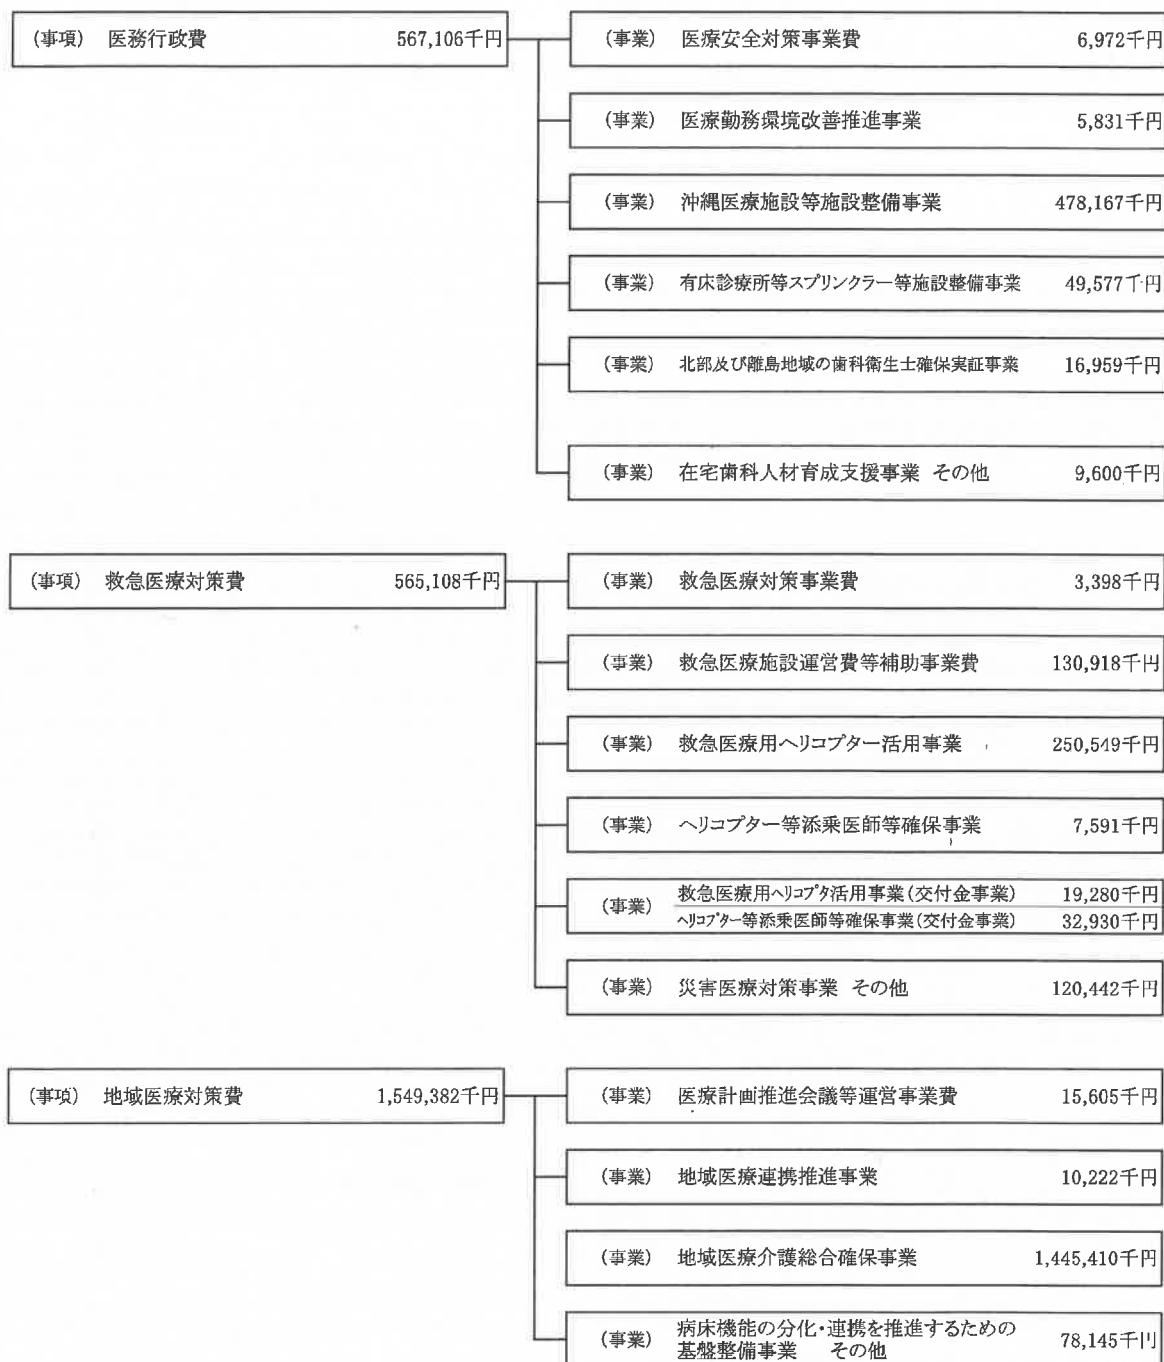 (事項) 医務行政費 567,106千円
(事業) 医療安全対策事業費 6,972千円
(事業) 医療勤務環境改善推進事業 5,831千円
(事業) 沖縄医療施設等施設整備事業 478,167千円
(事業) 有床診療所等スプリンクラー等施設整備事業 49,577千円
(事業) 北部及び離島地域の歯科衛生士確保実証事業 16,959千円
(事業) 在宅歯科人材育成支援事業 その他 9,600千円
(事項) 救急医療対策費 565,108千円
(事業) 救急医療対策事業費 3,398千円
(事業) 救急医療施設運営費等補助事業費 130,918千円
(事業) 救急医療用ヘリコプター活用事業 250,549千円
(事業) ヘリコプター等添乗医師等確保事業 7,591千円
(事業) 救急医療用ヘリコプタ活用事業(交付金事業) 19,280千円
ヘリコプター等添乗医師等確保事業(交付金事業) 32,930千円
(事業) 災害医療対策事業 その他 120,442千円
(事項) 地域医療対策費 1,549,382千円
(事業) 医療計画推進会議等運営事業費 15,605千円
(事業) 地域医療連携推進事業 10,222千円
(事業) 地域医療介護総合確保事業 1,445,410千円
(事業) 病床機能の分化・連携を推進するための
基盤整備事業 その他 78,145千円